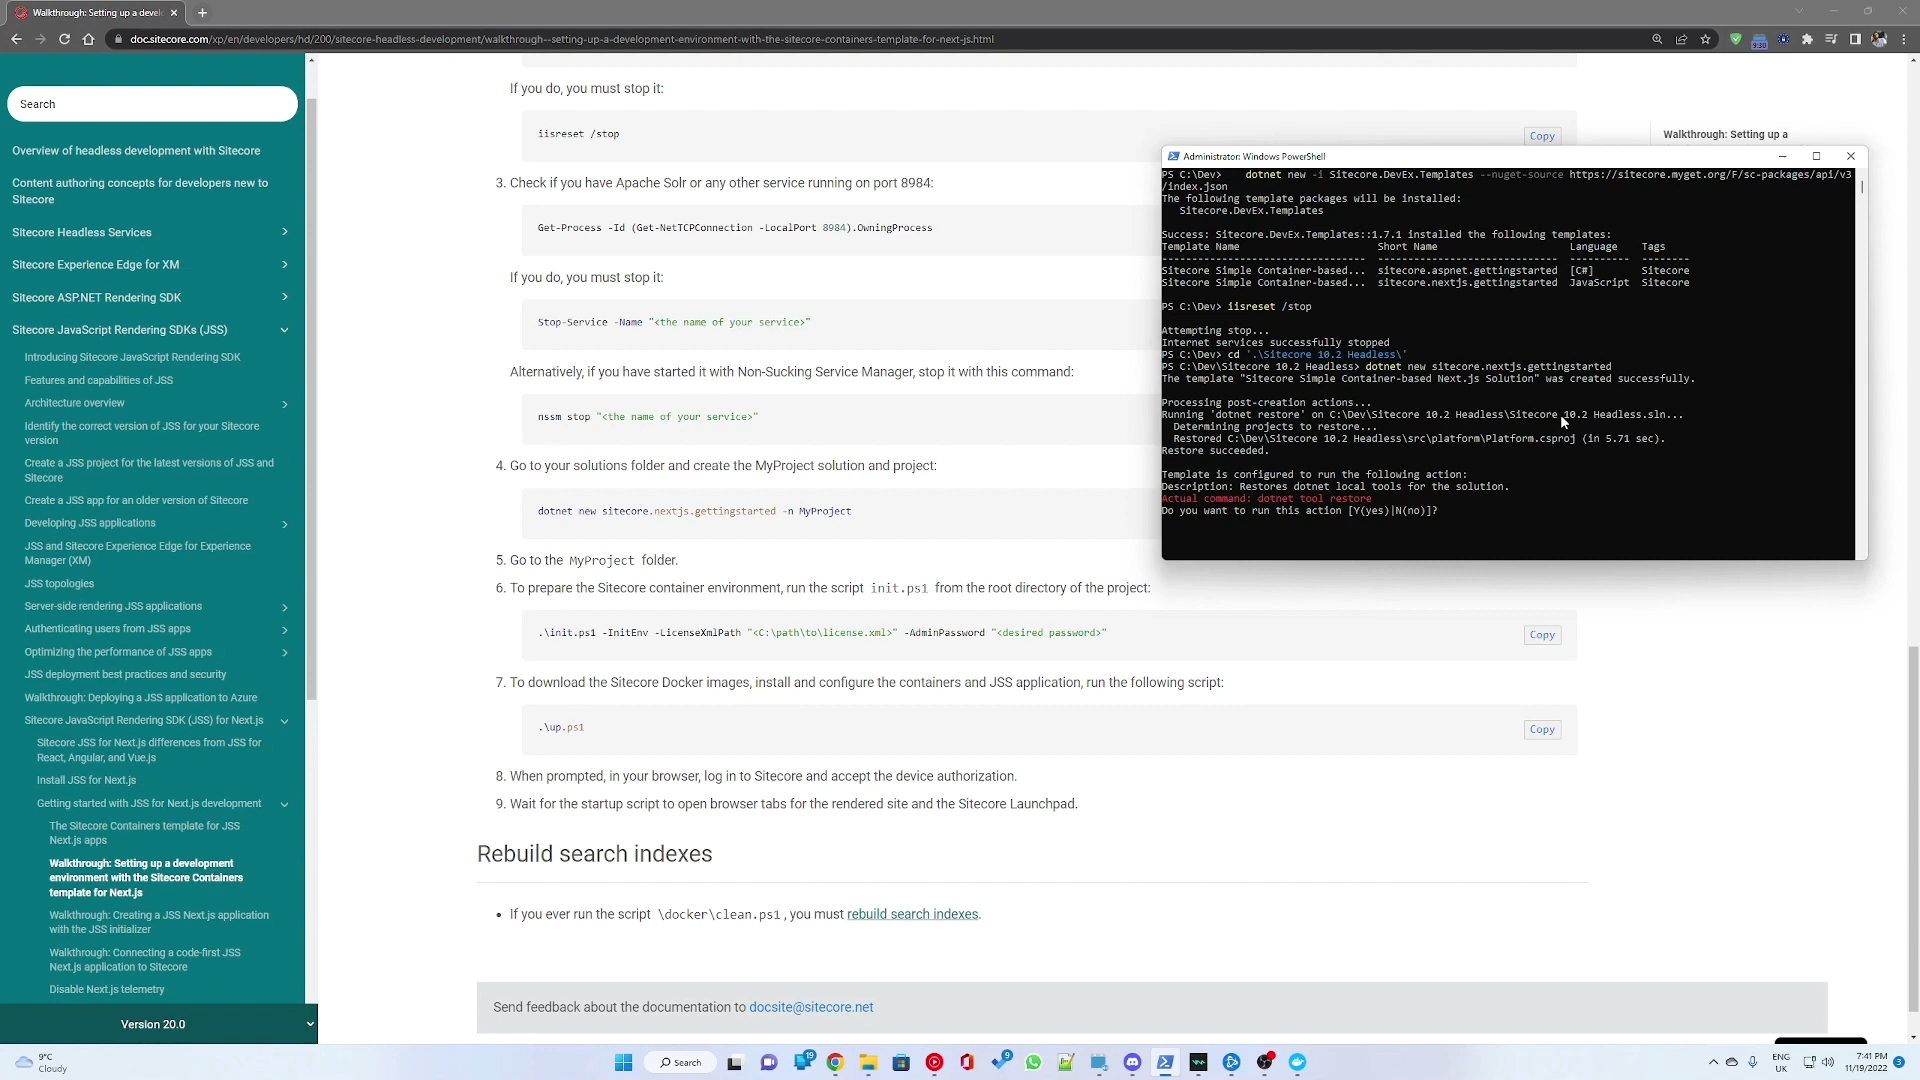 Walkthrough: Setting up a devel
doc.sitecore.com/xp/en/developers/hd/200/sitecore-headless-development/walkthrough--setting-up-a-development-environment-with-the-sitecore-containers-template-for-next-js.html
9:30
Search
Overview of headless development with Sitecore
Content authoring concepts for developers new to
Sitecore
Sitecore Headless Services
Sitecore Experience Edge for XM
Sitecore ASP.NET Rendering SDK
Sitecore JavaScript Rendering SDKs (JSS)
Introducing Sitecore JavaScript Rendering SDK
Features and capabilities of JSS
Architecture overview
Identify the correct version of JSS for your Sitecore
version
Create a JSS project for the latest versions of JSS and
Sitecore
Create a JSS app for an older version of Sitecore
Developing JSS applications
JSS and Sitecore Experience Edge for Experience
Manager (XM)
JSS topologies
Server-side rendering JSS applications
Authenticating users from JSS apps
Optimizing the performance of JSS apps
JSS deployment best practices and security
Walkthrough: Deploying a JSS application to Azure
Sitecore JavaScript Rendering SDK (JSS) for Next.js
Sitecore JSS for Next.js differences from JSS for
React, Angular, and Vue.js
Install JSS for Next.js
Getting started with JSS for Next.js development
The Sitecore Containers template for JSS
Next.js apps
Walkthrough: Setting up a development
environment with the Sitecore Containers
template for Next.js
Walkthrough: Creating a JSS Next.js application
with the JSS initializer
Walkthrough: Connecting a code-first JSS
Next.js application to Sitecore
Disable Next.js telemetry
Version 20.0
If you do, you must stop it:
iisreset /stop
Copy
3. Check if you have Apache Solr or any other service running on port 8984:
Get-Process -Id (Get-NetTCPConnection -LocalPort 8984).OwningProcess
If you do, you must stop it:
Stop-Service -Name "<the name of your service>"
Alternatively, if you have started it with Non-Sucking Service Manager, stop it with this command:
nssm stop "<the name of your service>"
4. Go to your solutions folder and create the MyProject solution and project:
dotnet new sitecore.nextjs.gettingstarted -n MyProject
5. Go to the MyProject folder.
6. To prepare the Sitecore container environment, run the script init.ps1 from the root directory of the project:
.\init.ps1 -InitEnv -LicenseXmlPath "<C:\path\to\license.xml>" -AdminPassword "<desired password>"
Copy
7. To download the Sitecore Docker images, install and configure the containers and JSS application, run the following script:
.\up.ps1
Copy
8. When prompted, in your browser, log in to Sitecore and accept the device authorization.
9. Wait for the startup script to open browser tabs for the rendered site and the Sitecore Launchpad.
Rebuild search indexes
• If you ever run the script \docker\clean.ps1, you must rebuild search indexes.
Send feedback about the documentation to docsite@sitecore.net
Walkthrough: Setting up a
Administrator: Windows PowerShell
PS C:\Dev> dotnet new -i Sitecore.DevEx.Templates --nuget-source https://sitecore.myget.org/F/sc-packages/api/v3
/index.json
The following template packages will be installed:
Sitecore.DevEx.Templates
Success: Sitecore.DevEx.Templates::1.7.1 installed the following templates:
Template Name Short Name Language Tags
-------------------------------- ------------------------------ ---------- --------
Sitecore Simple Container-based... sitecore.aspnet.gettingstarted [C#] Sitecore
Sitecore Simple Container-based... sitecore.nextjs.gettingstarted JavaScript Sitecore
PS C:\Dev> iisreset /stop
Attempting stop...
Internet services successfully stopped
PS C:\Dev> cd '.\Sitecore 10.2 Headless\'
PS C:\Dev\Sitecore 10.2 Headless> dotnet new sitecore.nextjs.gettingstarted
The template "Sitecore Simple Container-based Next.js Solution" was created successfully.
Processing post-creation actions...
Running 'dotnet restore' on C:\Dev\Sitecore 10.2 Headless\Sitecore 10.2 Headless.sln...
Determining projects to restore...
Restored C:\Dev\Sitecore 10.2 Headless\src\platform\Platform.csproj (in 5.71 sec).
Restore succeeded.
Template is configured to run the following action:
Description: Restores dotnet local tools for the solution.
Actual command: dotnet tool restore
Do you want to run this action [Y(yes)|N(no)]?
9°C
Cloudy
Search
19
9
ENG
UK
7:41 PM
11/19/2022
3